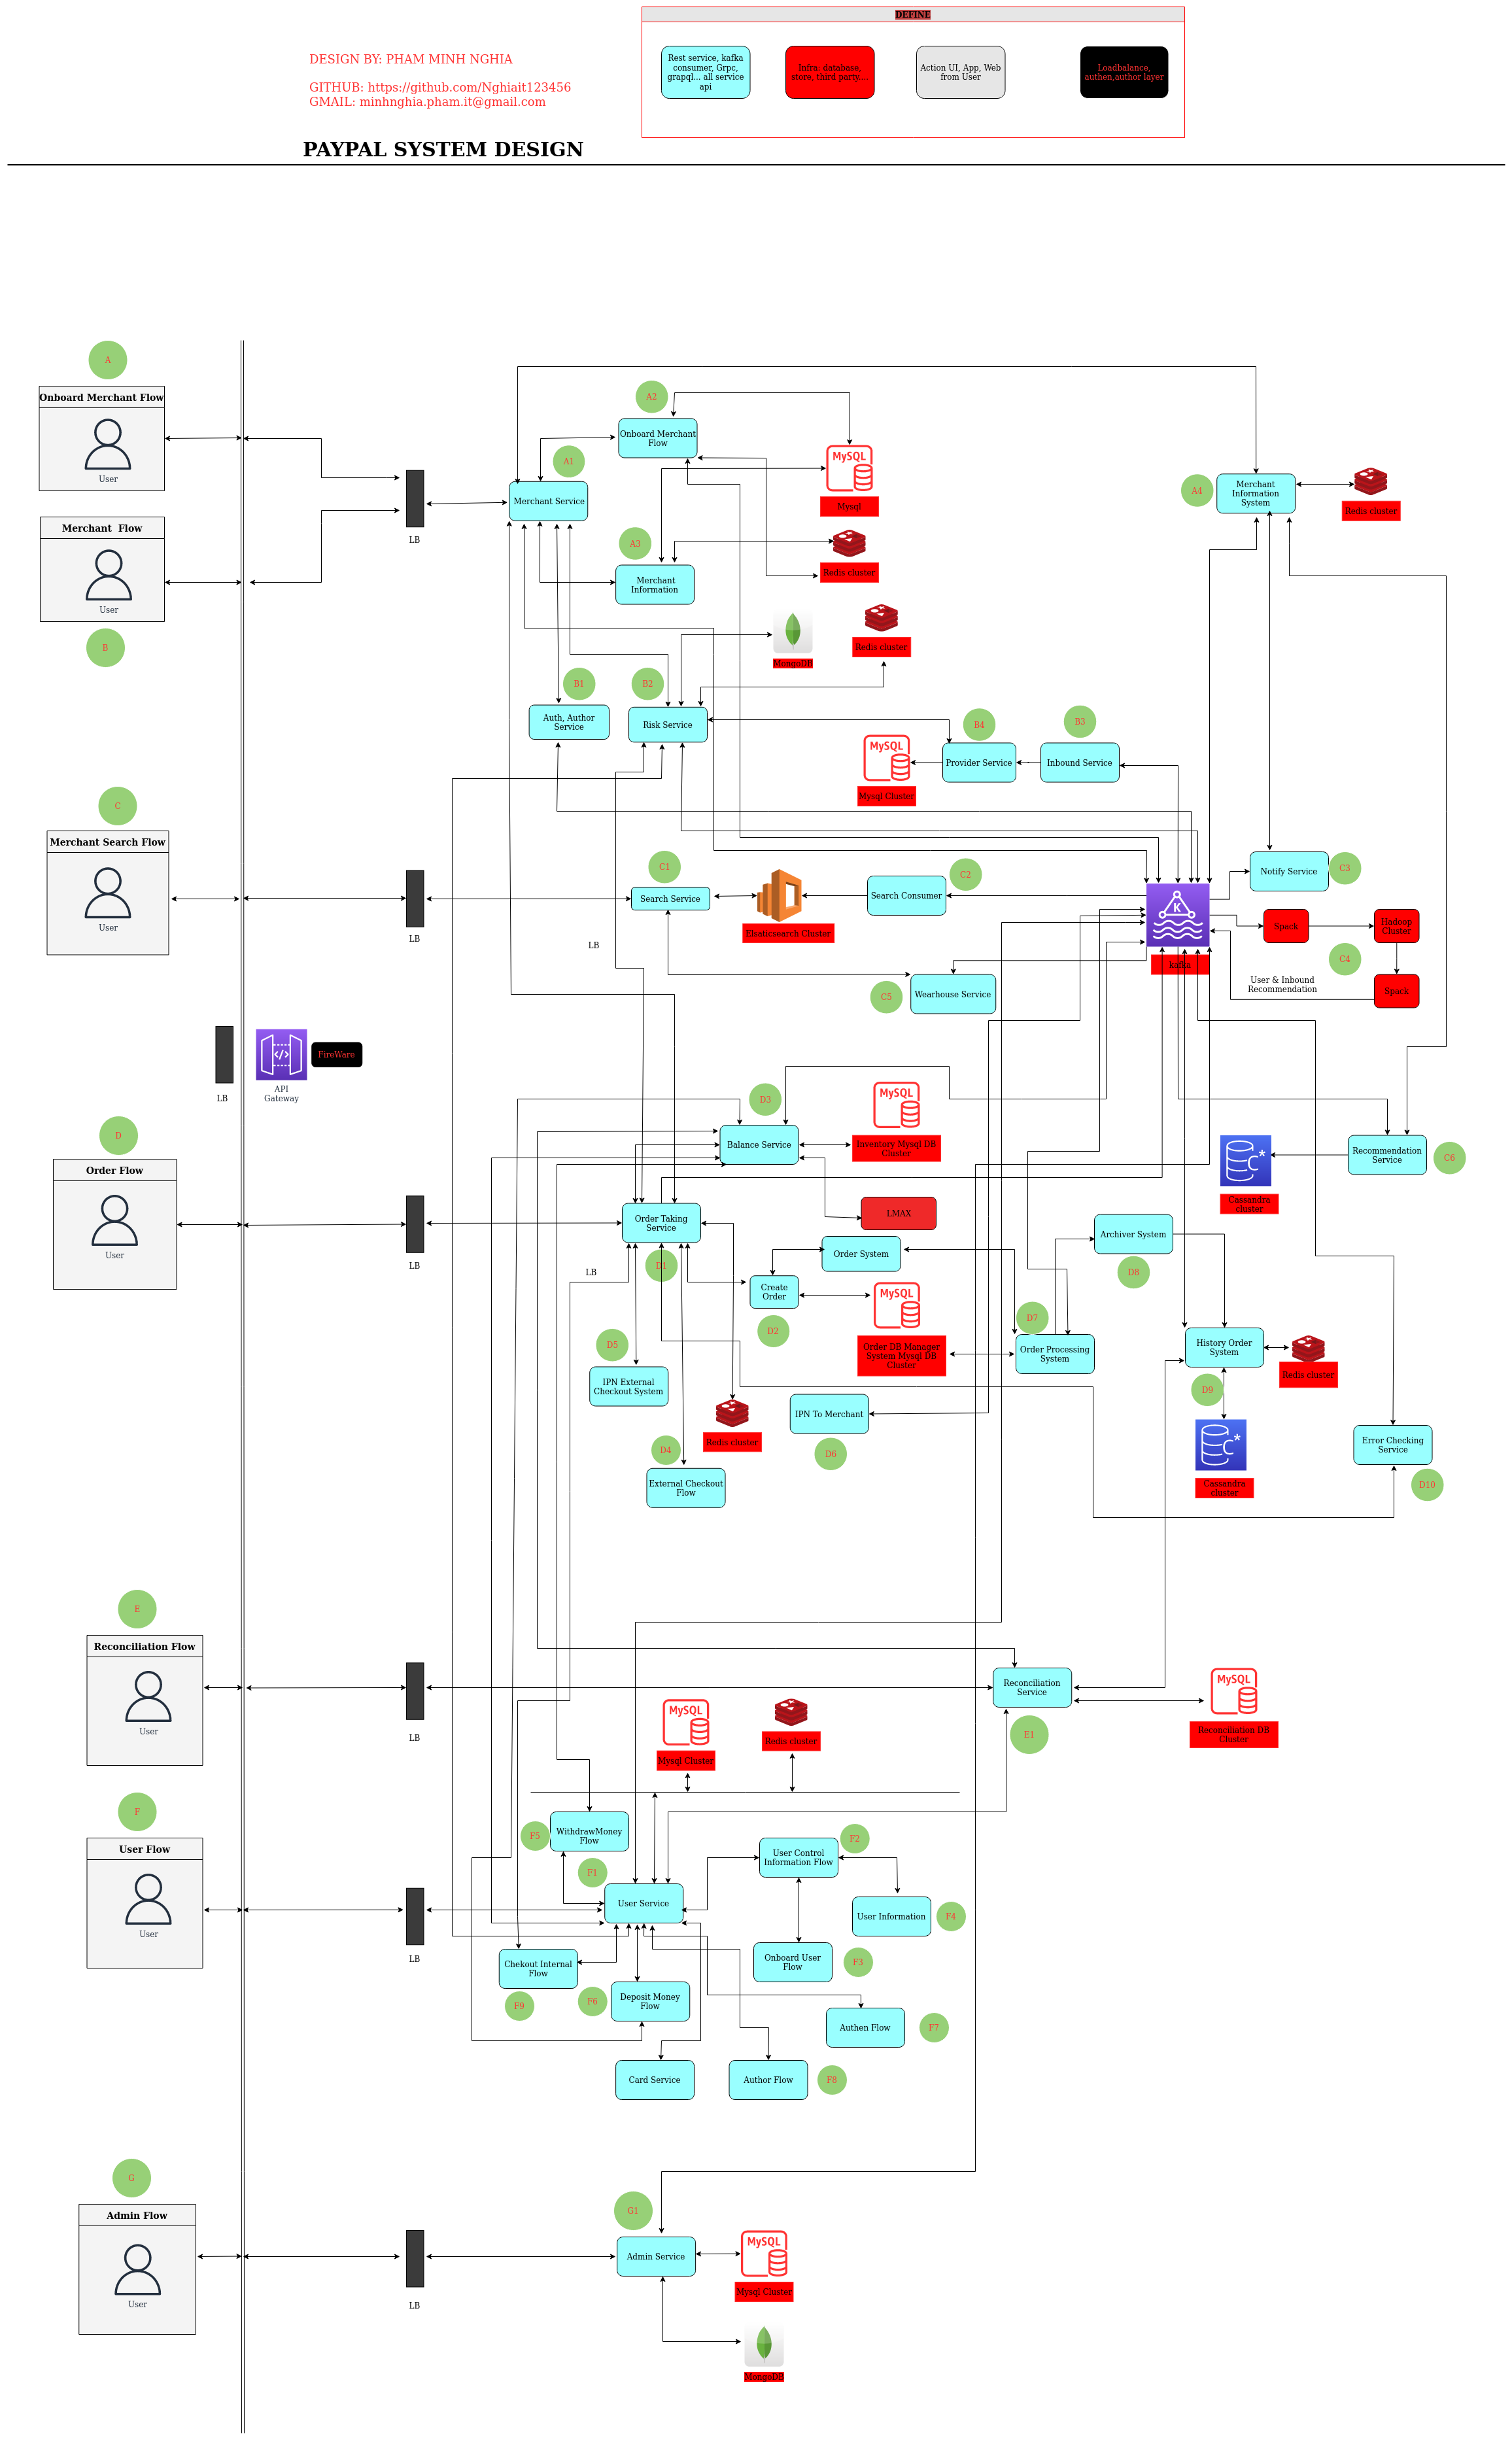 DEFINE
DESIGN BY: PHAM MINH NGHIA
GITHUB: https://github.com/Nghiait123456
GMAIL: minhnghia.pham.it@gmail.com
Rest service, kafka
consumer, Grpc,
grapql... all service
api
Infra: database,
store, third party....
Action UI, App, Web
from User
Loadbalance,
authen,author layer
PAYPAL SYSTEM DESIGN
A
Onboard Merchant Flow
User
Merchant  Flow
User
B
LB
A1
Merchant Service
A2
Onboard Merchant
Flow
MySQL
Mysql
A3
Merchant
Information
Redis cluster
A4
Merchant
Information
System
Redis cluster
MongoDB
Redis cluster
B1
Auth, Author
Service
B2
Risk Service
B4
Provider Service
B3
Inbound Service
MySQL
Mysql Cluster
C
Merchant Search Flow
User
LB
C1
Search Service
Elsaticsearch Cluster
C2
Search Consumer
K
kafka
Notify Service
C3
Spack
Hadoop
Cluster
C4
Spack
User & Inbound
Recommendation
LB
C5
Wearhouse Service
LB
API
Gateway
FireWare
D
Order Flow
User
LB
D3
Balance Service
MySQL
Inventory Mysql DB
Cluster
C*
Cassandra
cluster
Recommendation
Service
C6
LMAX
Order Taking
Service
D1
LB
Order System
Create
Order
D2
MySQL
Order DB Manager
System Mysql DB
Cluster
Archiver System
D8
D7
Order Processing
System
History Order
System
Redis cluster
D9
C*
Cassandra
cluster
D5
IPN External
Checkout System
Redis cluster
IPN To Merchant
D6
Error Checking
Service
D10
D4
External Checkout
Flow
E
Reconciliation Flow
User
LB
Reconciliation
Service
E1
MySQL
Reconciliation DB
Cluster
MySQL
Mysql Cluster
Redis cluster
F
User Flow
User
LB
F5
WithdrawMoney
Flow
F1
User Service
F2
User Control
Information Flow
User Information
F4
Onboard User
Flow
F3
Chekout Internal
Flow
F9
F6
Deposit Money
Flow
Authen Flow
F7
Card Service
Author Flow
F8
G
Admin Flow
User
LB
G1
Admin Service
MySQL
Mysql Cluster
MongoDB